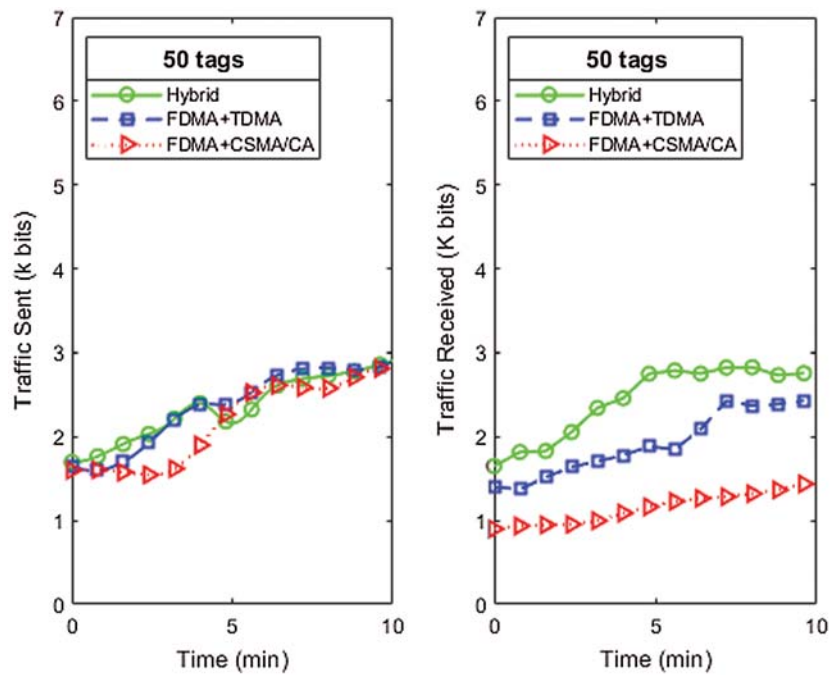 50 tags
Hybrid
FDMA+TDMA
FDMA+CSMA/CA
Traffic Sent (k bits)
7
6
5
4
3
2
1
0
0 5 10
Time (min)
50 tags
Hybrid
FDMA+TDMA
FDMA+CSMA/CA
Traffic Received (K bits)
7
6
5
4
3
2
1
0
0 5 10
Time (min)